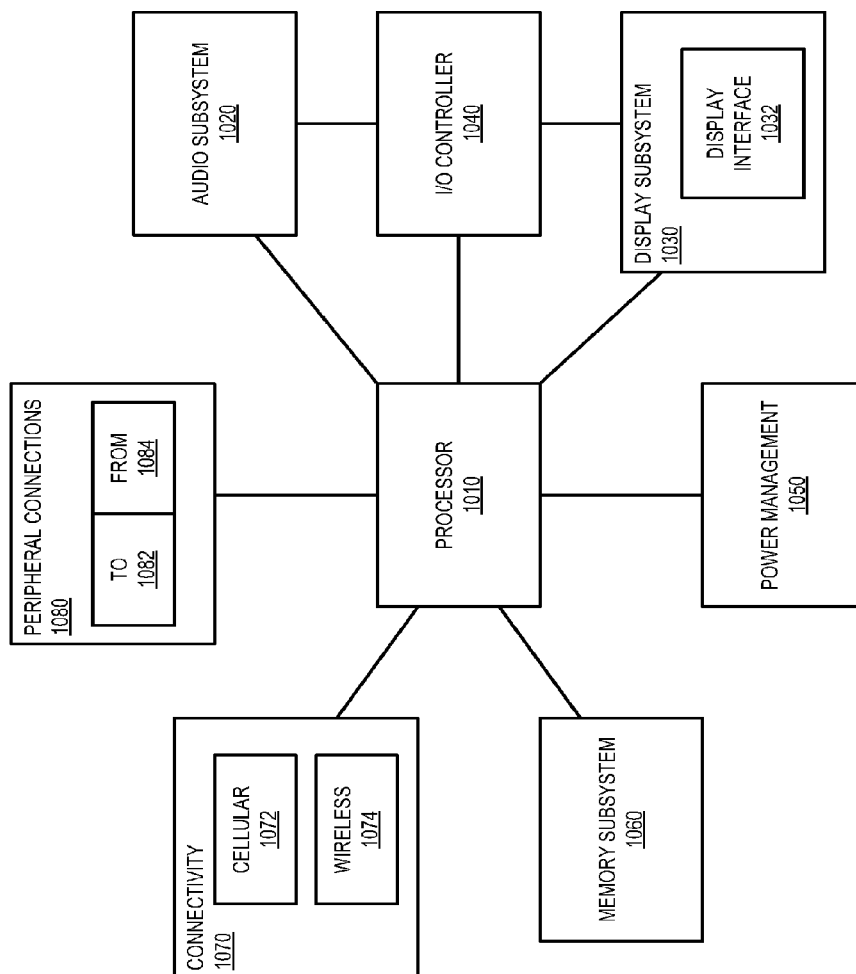 CONNECTIVITY
1070
CELLULAR
1072
WIRELESS
1074
PERIPHERAL CONNECTIONS
1080
TO
1082
FROM
1084
AUDIO SUBSYSTEM
1020
MEMORY SUBSYSTEM
1060
PROCESSOR
1010
I/O CONTROLLER
1040
POWER MANAGEMENT
1050
DISPLAY SUBSYSTEM
1030
DISPLAY
INTERFACE
1032